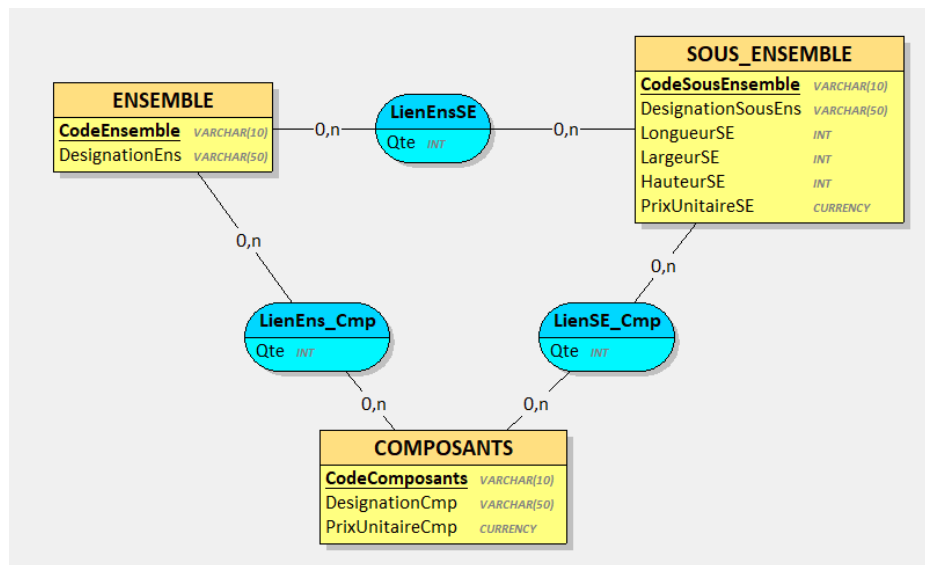 ENSEMBLE
CodeEnsemble VARCHAR(10)
DesignationEns VARCHAR(50)
0,n
LienEnsSE
Qte INT
0,n
SOUS_ENSEMBLE
CodeSousEnsemble VARCHAR(10)
DesignationSousEns VARCHAR(50)
LongueurSE INT
LargeurSE INT
HauteurSE INT
PrixUnitaireSE CURRENCY
0,n
0,n
LienEns_Cmp
Qte INT
LienSE_Cmp
Qte INT
0,n
0,n
COMPOSANTS
CodeComposants VARCHAR(10)
DesignationCmp VARCHAR(50)
PrixUnitaireCmp CURRENCY